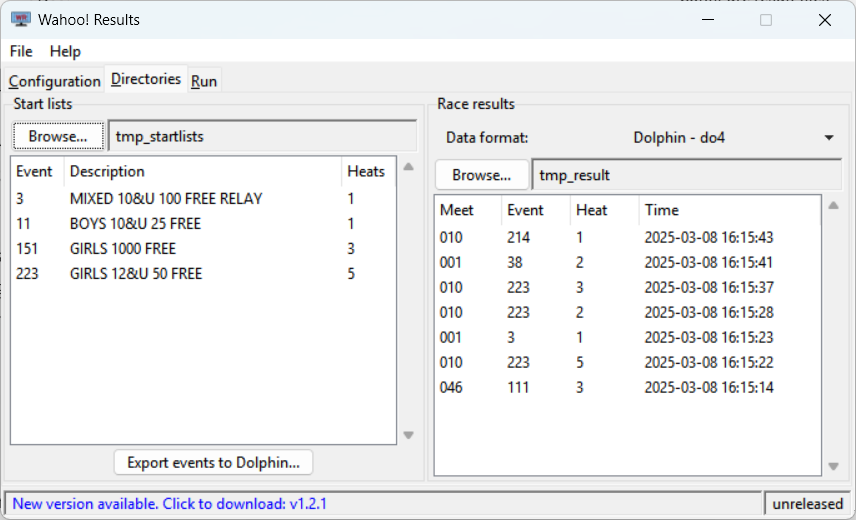 Wahoo! Results
File Help
Configuration Directories Run
Start lists
Browse... tmp_startlists
Event Description Heats
3 MIXED 10&U 100 FREE RELAY 1
11 BOYS 10&U 25 FREE 1
151 GIRLS 1000 FREE 3
223 GIRLS 12&U 50 FREE 5
Export events to Dolphin...
Race results
Data format: Dolphin - do4
Browse... tmp_result
Meet Event Heat Time
010 214 1 2025-03-08 16:15:43
001 38 2 2025-03-08 16:15:41
010 223 3 2025-03-08 16:15:37
010 223 2 2025-03-08 16:15:28
001 3 1 2025-03-08 16:15:23
010 223 5 2025-03-08 16:15:22
046 111 3 2025-03-08 16:15:14
New version available. Click to download: v1.2.1
unreleased